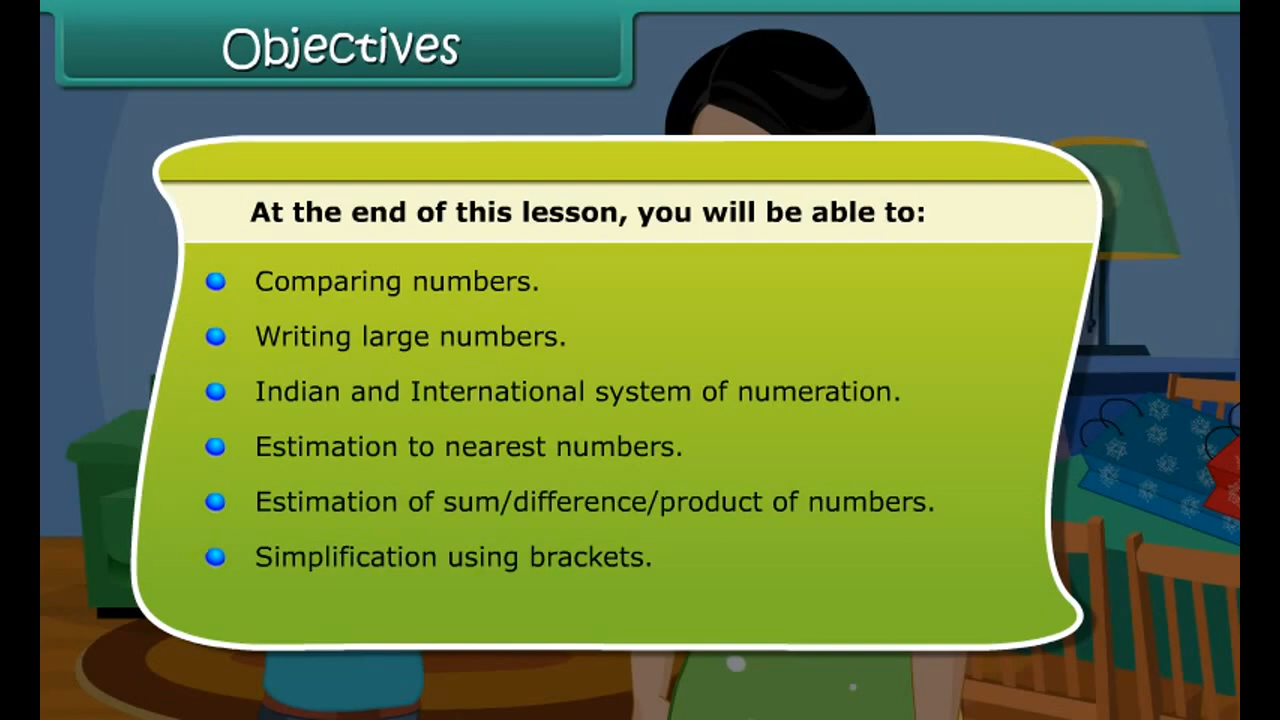 Objectives
At the end of this lesson, you will be able to:
Comparing numbers.
Writing large numbers.
Indian and International system of numeration.
Estimation to nearest numbers.
Estimation of sum/difference/product of numbers.
Simplification using brackets.